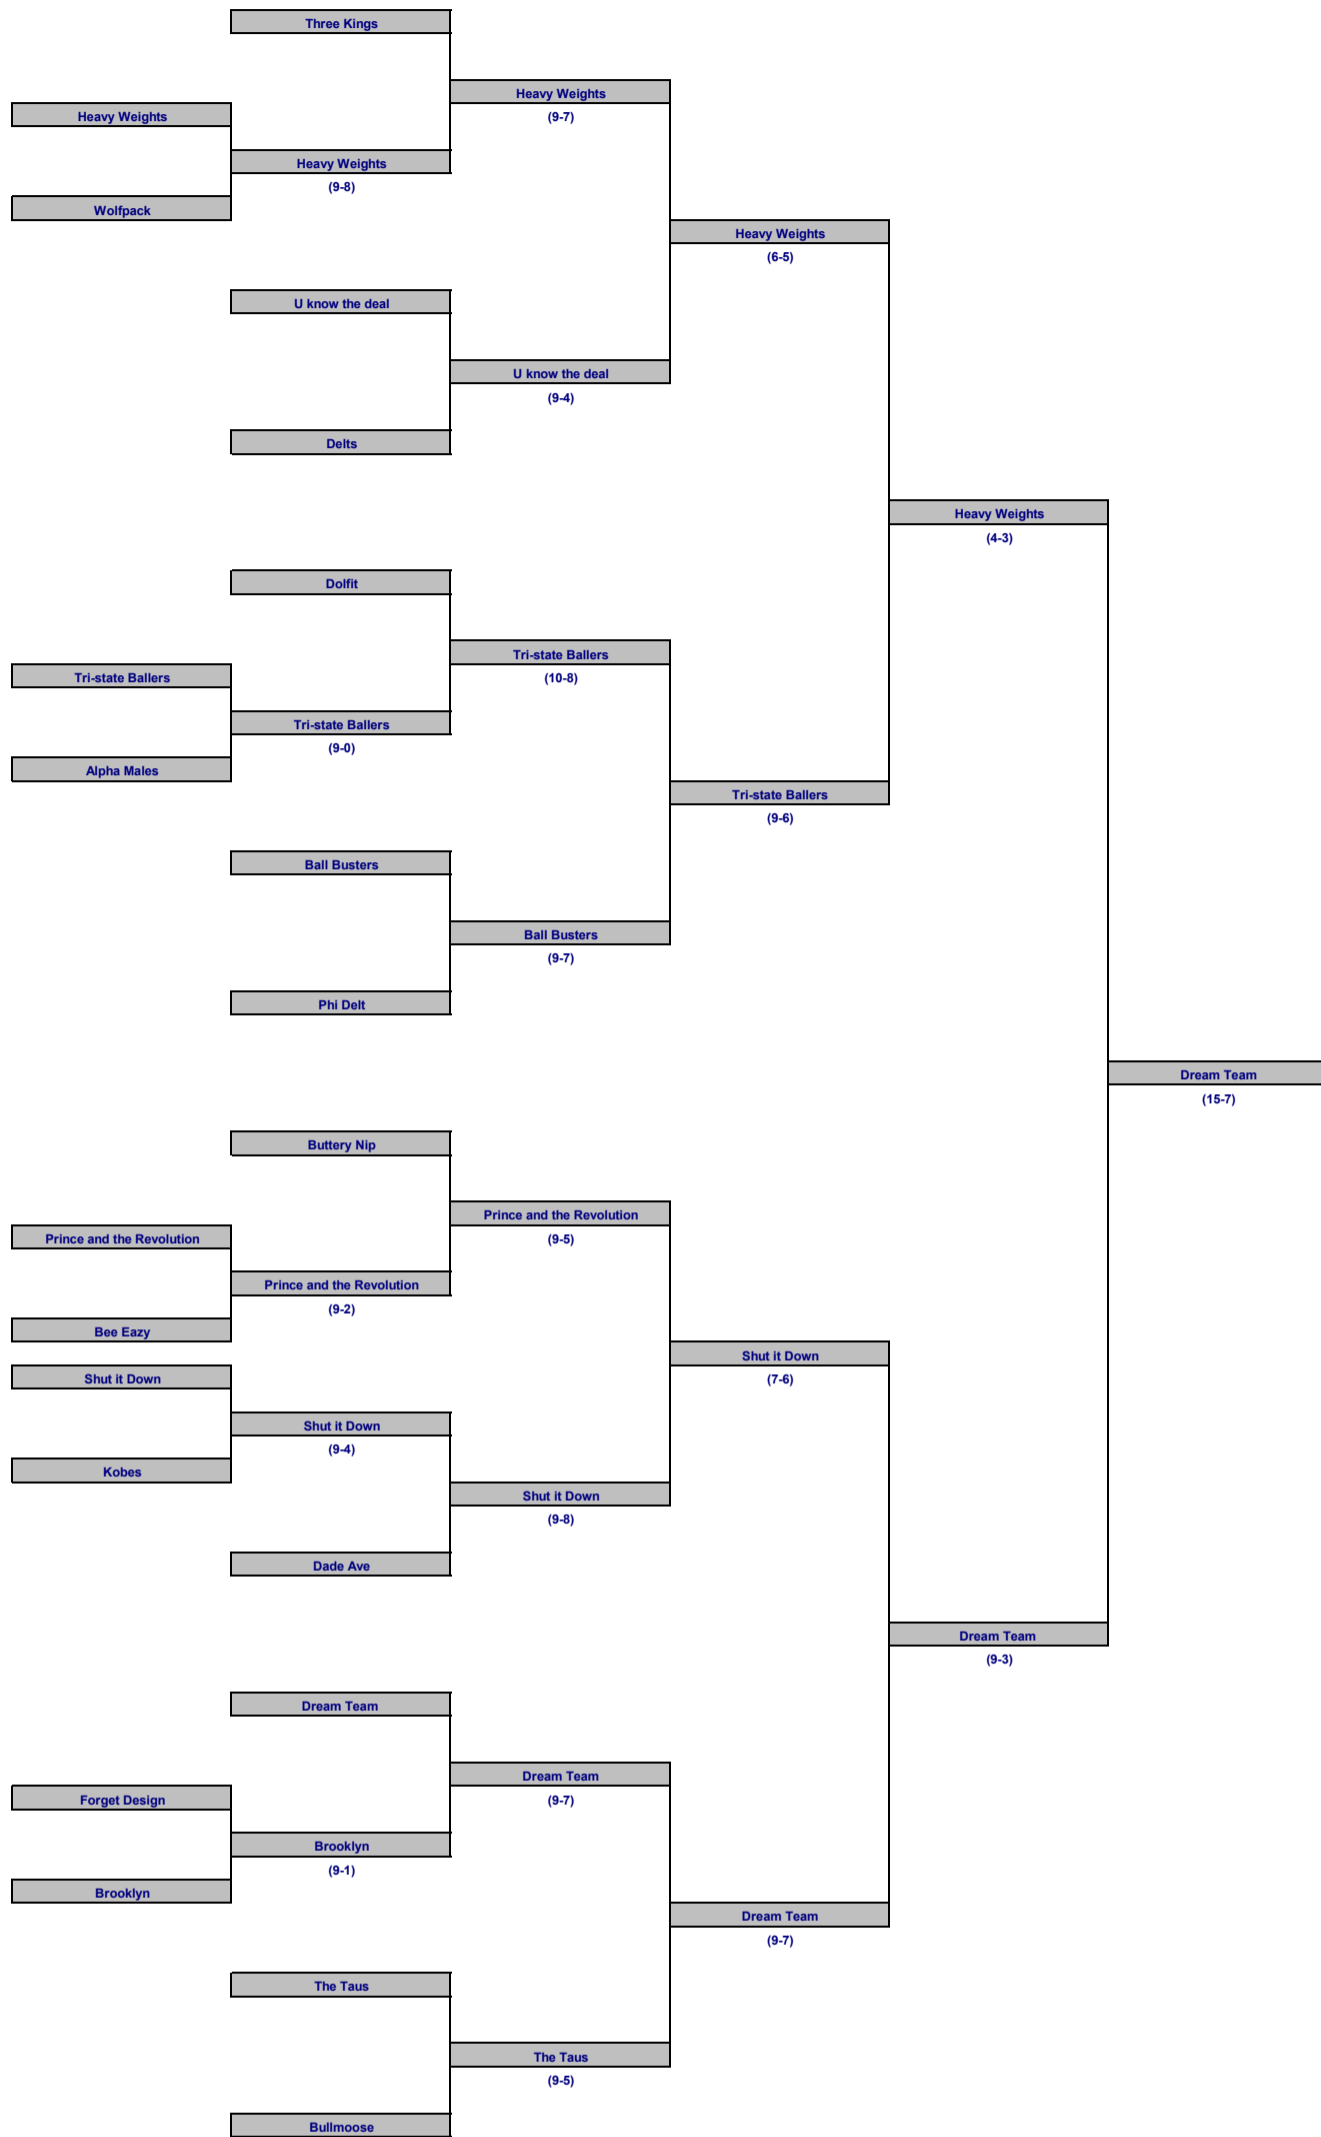 Three Kings
Heavy Weights
(9-7)
Heavy Weights
Heavy Weights
(9-8)
Wolfpack
Heavy Weights
(6-5)
U know the deal
U know the deal
(9-4)
Delts
Heavy Weights
(4-3)
Dolfit
Tri-state Ballers
(10-8)
Tri-state Ballers
Tri-state Ballers
(9-0)
Alpha Males
Tri-state Ballers
(9-6)
Ball Busters
Ball Busters
(9-7)
Phi Delt
Dream Team
(15-7)
Buttery Nip
Prince and the Revolution
(9-5)
Prince and the Revolution
Prince and the Revolution
(9-2)
Bee Eazy
Shut it Down
(7-6)
Shut it Down
Shut it Down
(9-4)
Kobes
Shut it Down
(9-8)
Dade Ave
Dream Team
(9-3)
Dream Team
Dream Team
(9-7)
Forget Design
Brooklyn
(9-1)
Brooklyn
Dream Team
(9-7)
The Taus
The Taus
(9-5)
Bullmoose